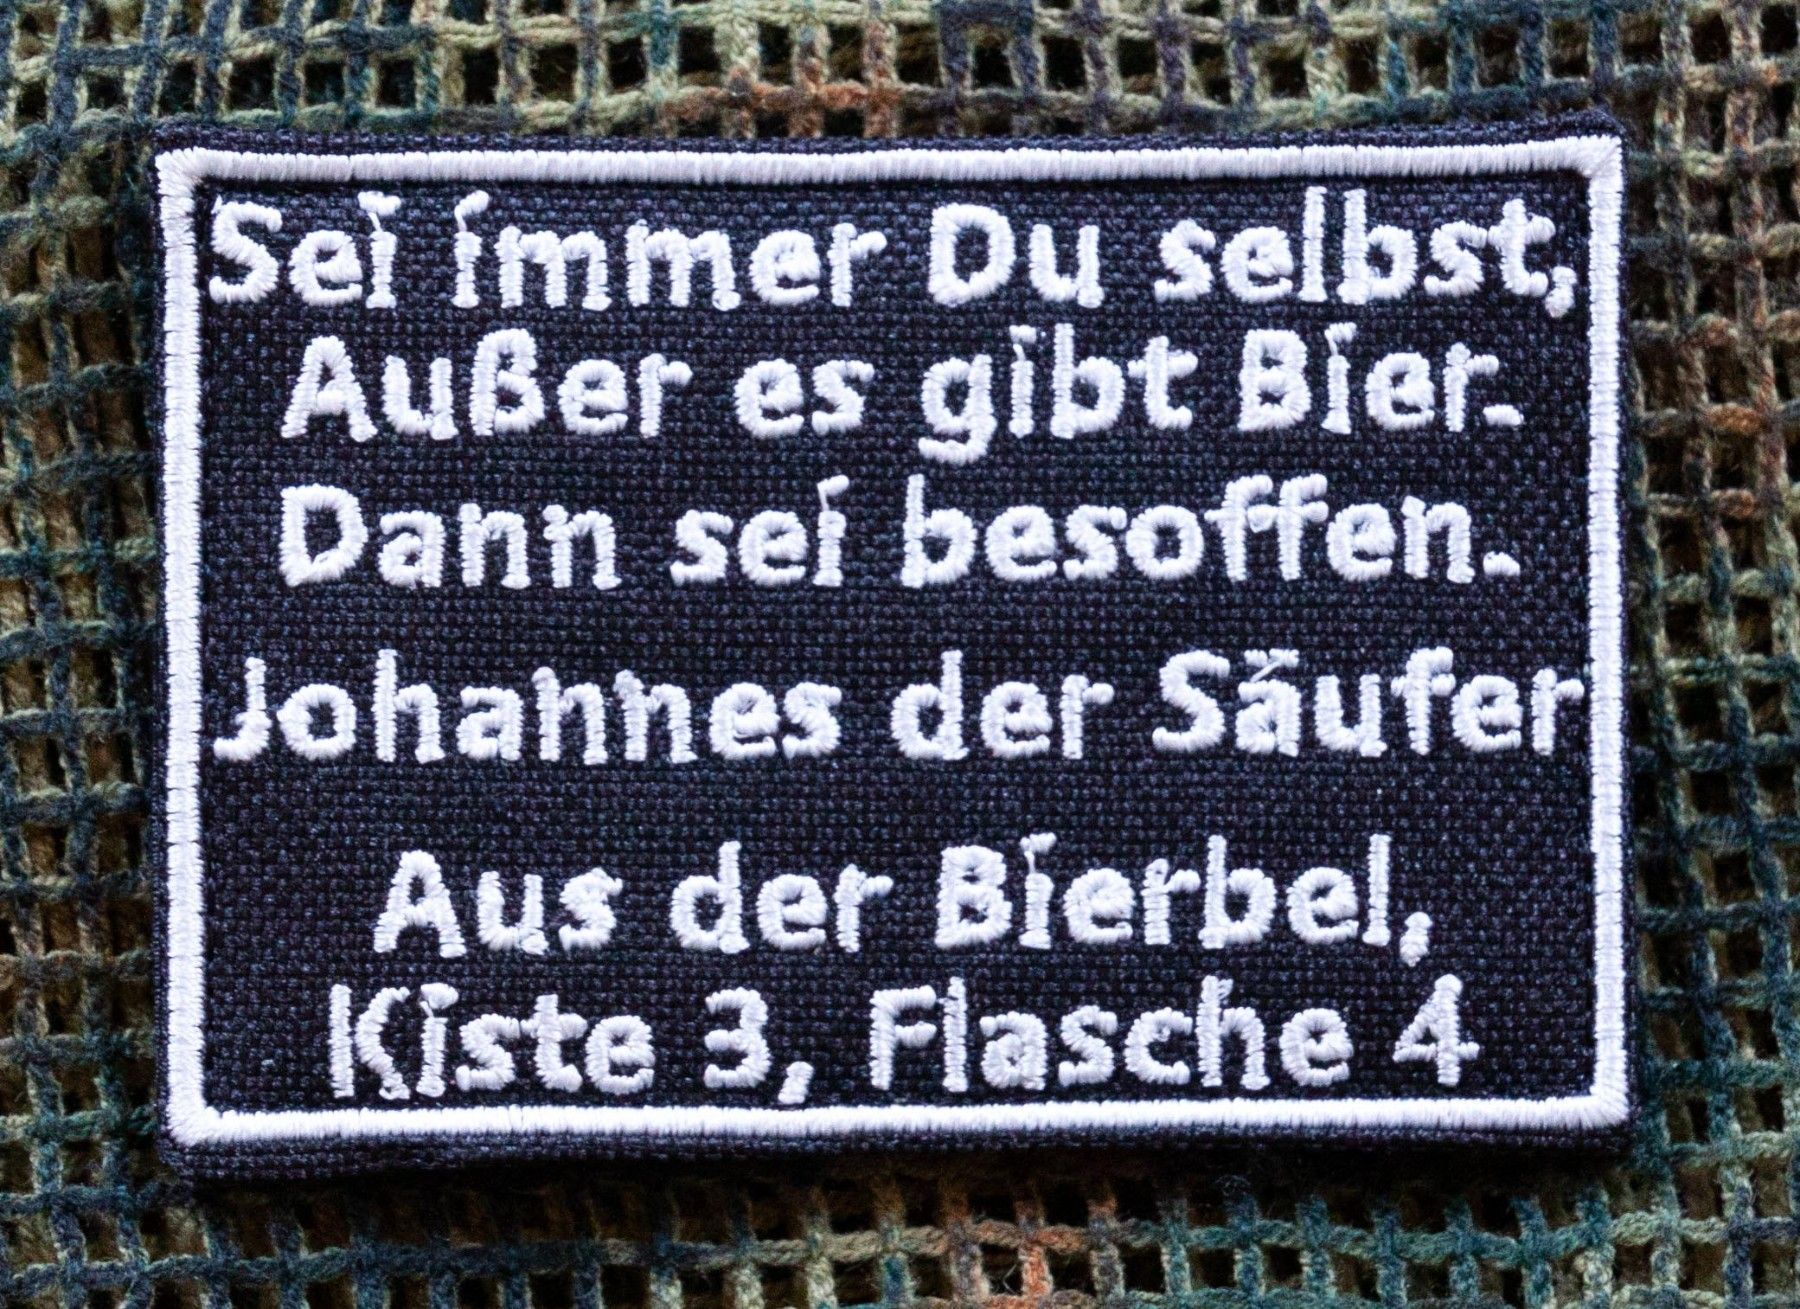 Sei immer Du selbst,
Außer es gibt Bier.
Dann sei besoffen.
Johannes der Säufer
Aus der Bierbel,
Kiste 3, Flasche 4